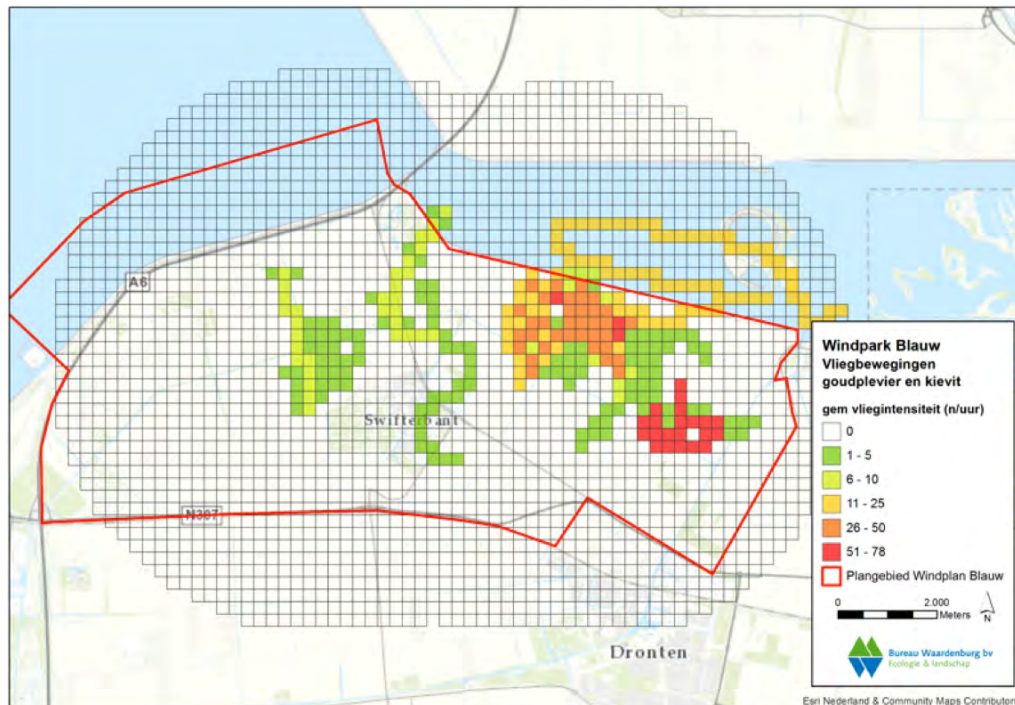 A6
Swifterbant
N307
Dronten
Windpark Blauw
Vliegbewegingen
goudplevier en kievit
gem vliegintensiteit (n/uur)
0
1 - 5
6 - 10
11 - 25
26 - 50
51 - 78
Plangebied Windplan Blauw
0 2.000
Meters
N
Bureau Waardenburg bv
Ecologie & landschap
Esri Nederland & Community Maps Contributors